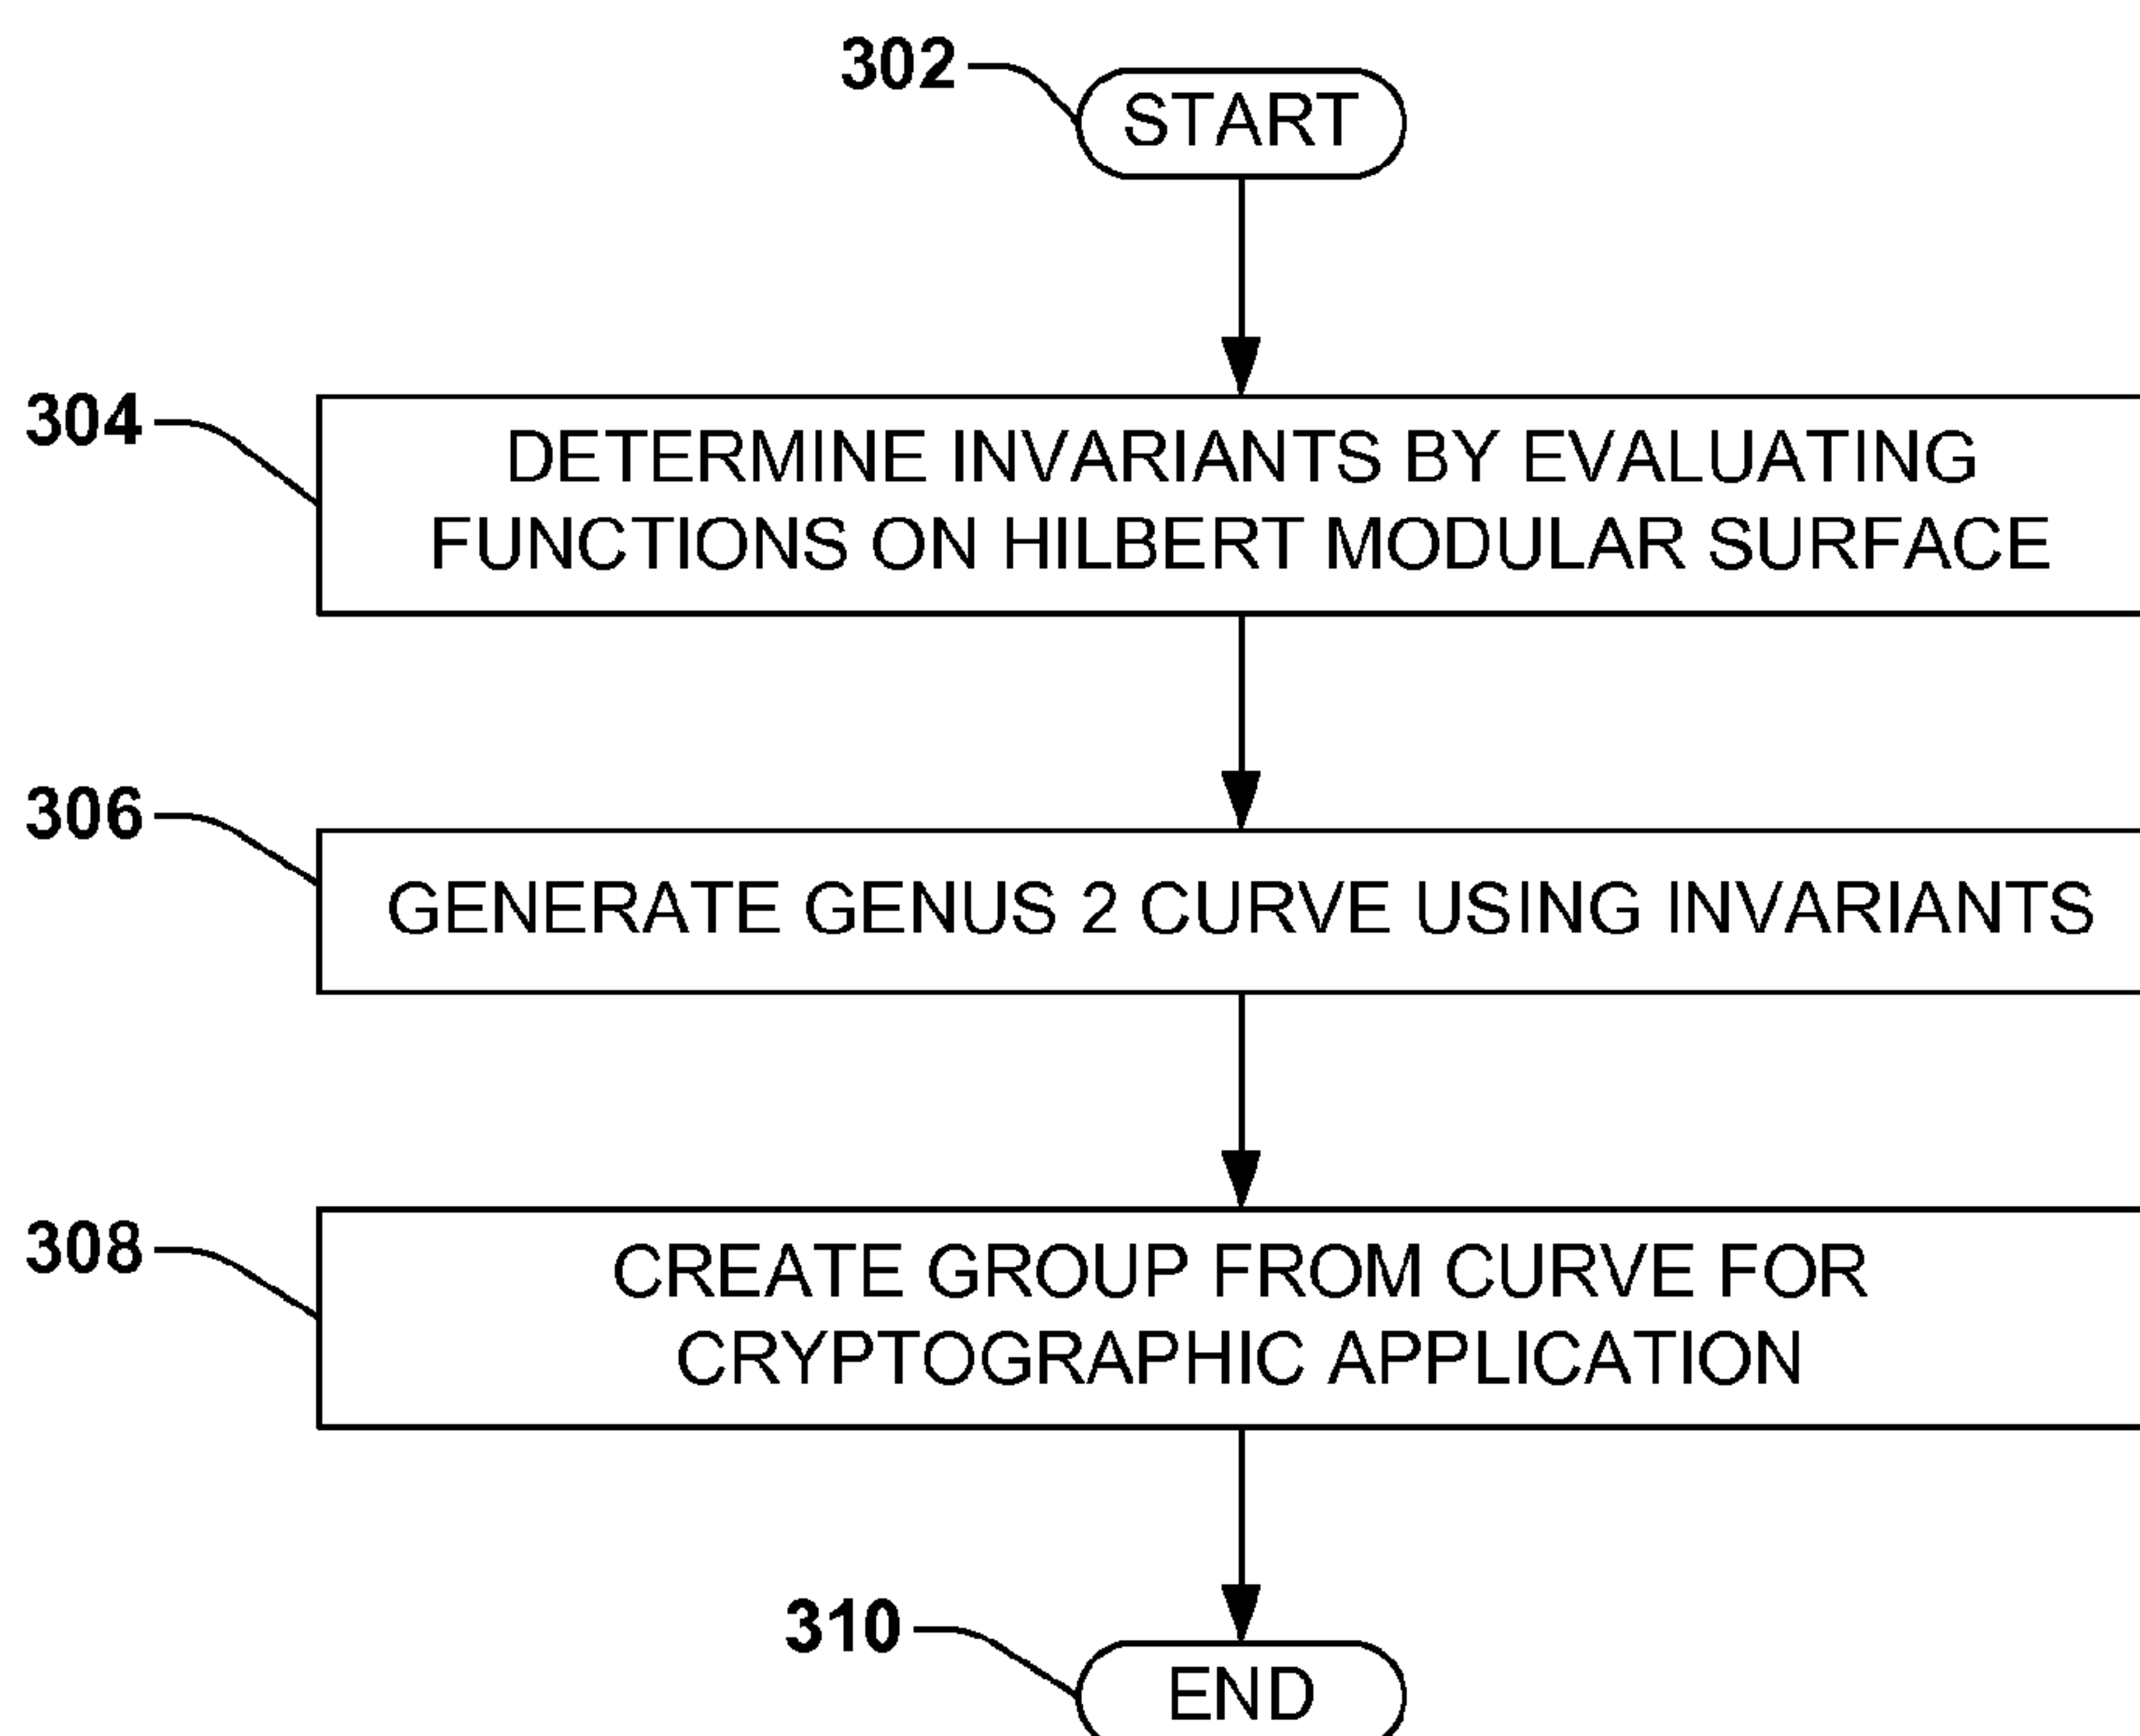 302
START
304
DETERMINE INVARIANTS BY EVALUATING
FUNCTIONS ON HILBERT MODULAR SURFACE
306
GENERATE GENUS 2 CURVE USING INVARIANTS
308
CREATE GROUP FROM CURVE FOR
CRYPTOGRAPHIC APPLICATION
310
END